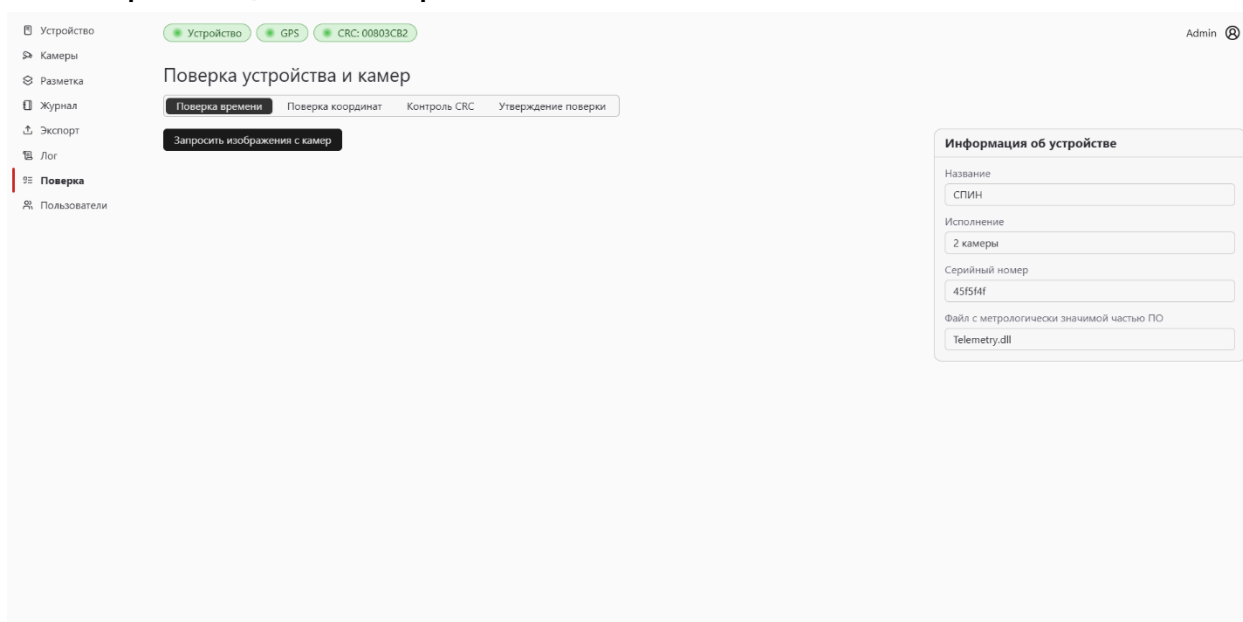 Устройство
Камеры
Разметка
Журнал
Экспорт
Лог
Поверка
Пользователи
Устройство GPS CRC: 00803CB2
Admin
Поверка устройства и камер
Поверка времени Поверка координат Контроль CRC Утверждение поверки
Запросить изображения с камер
Информация об устройстве
Название
СПИН
Исполнение
2 камеры
Серийный номер
45f5f4f
Файл с метрологически значимой частью ПО
Telemetry.dll